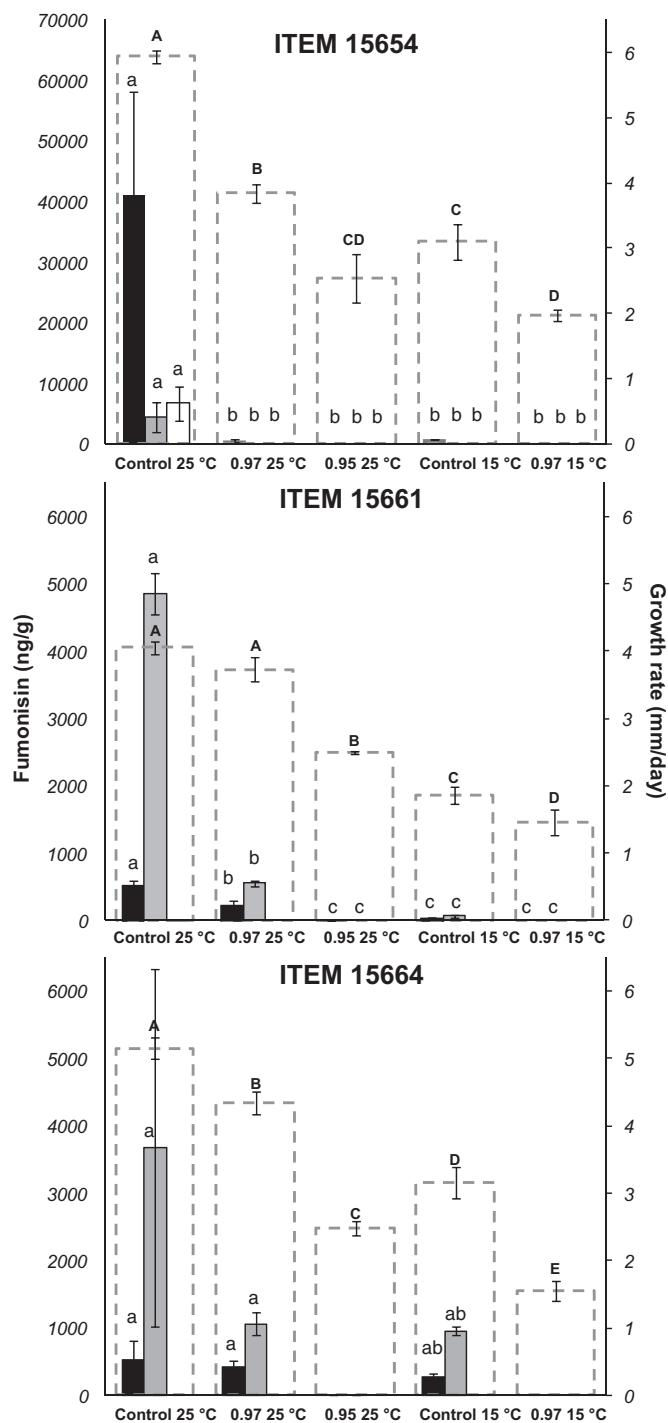 ITEM 15654
70000
60000
50000
40000
30000
20000
10000
0
6
5
4
3
2
1
0
A
a
a
a
B
b b b
CD
b b b
C
b b b
D
b b b
Control 25 °C 0.97 25 °C 0.95 25 °C Control 15 °C 0.97 15 °C
ITEM 15661
Fumonisin (ng/g)
Growth rate (mm/day)
6000
5000
4000
3000
2000
1000
0
6
5
4
3
2
1
0
a
A
a
A
b b
B
c c
C
c c
D
c c
Control 25 °C 0.97 25 °C 0.95 25 °C Control 15 °C 0.97 15 °C
ITEM 15664
6000
5000
4000
3000
2000
1000
0
6
5
4
3
2
1
0
A
a
a
B
a
a
C
D
ab ab
E
Control 25 °C 0.97 25 °C 0.95 25 °C Control 15 °C 0.97 15 °C